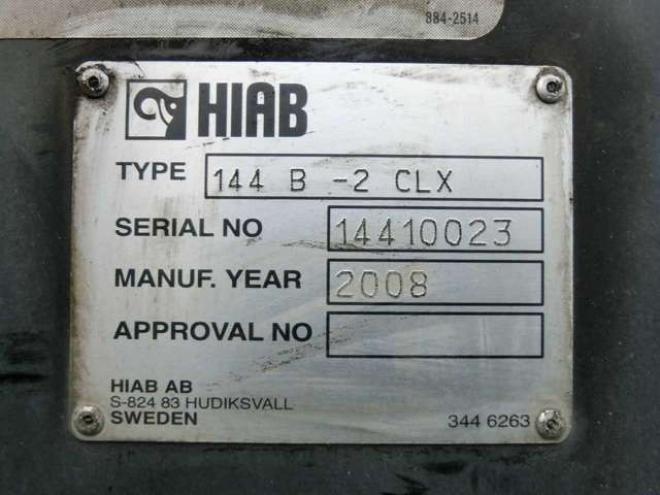 884-2514
HIAB
TYPE 144 B -2 CLX
SERIAL NO 14410023
MANUF. YEAR 2008
APPROVAL NO
HIAB AB
S-824 83 HUDIKSVALL
SWEDEN 344 6263